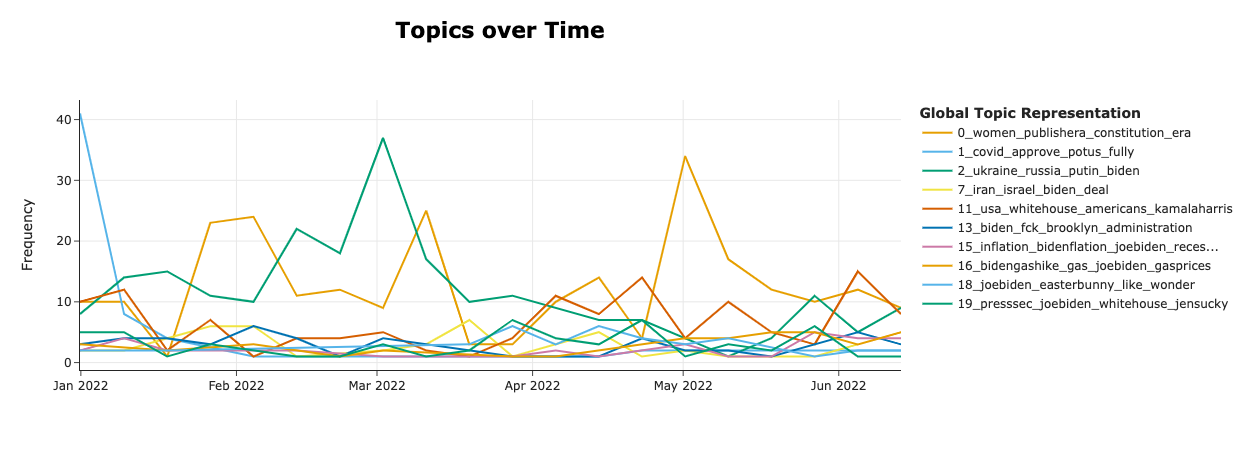 Topics over Time
Global Topic Representation
0_women_publishera_constitution_era
1_covid_approve_potus_fully
2_ukraine_russia_putin_biden
7_iran_israel_biden_deal
11_usa_whitehouse_americans_kamalaharris
13_biden_fck_brooklyn_administration
15_inflation_bidenflation_joebiden_reces...
16_bidengashike_gas_joebiden_gasprices
18_joebiden_easterbunny_like_wonder
19_presssec_joebiden_whitehouse_jensucky
Frequency
40
30
20
10
0
Jan 2022
Feb 2022
Mar 2022
Apr 2022
May 2022
Jun 2022